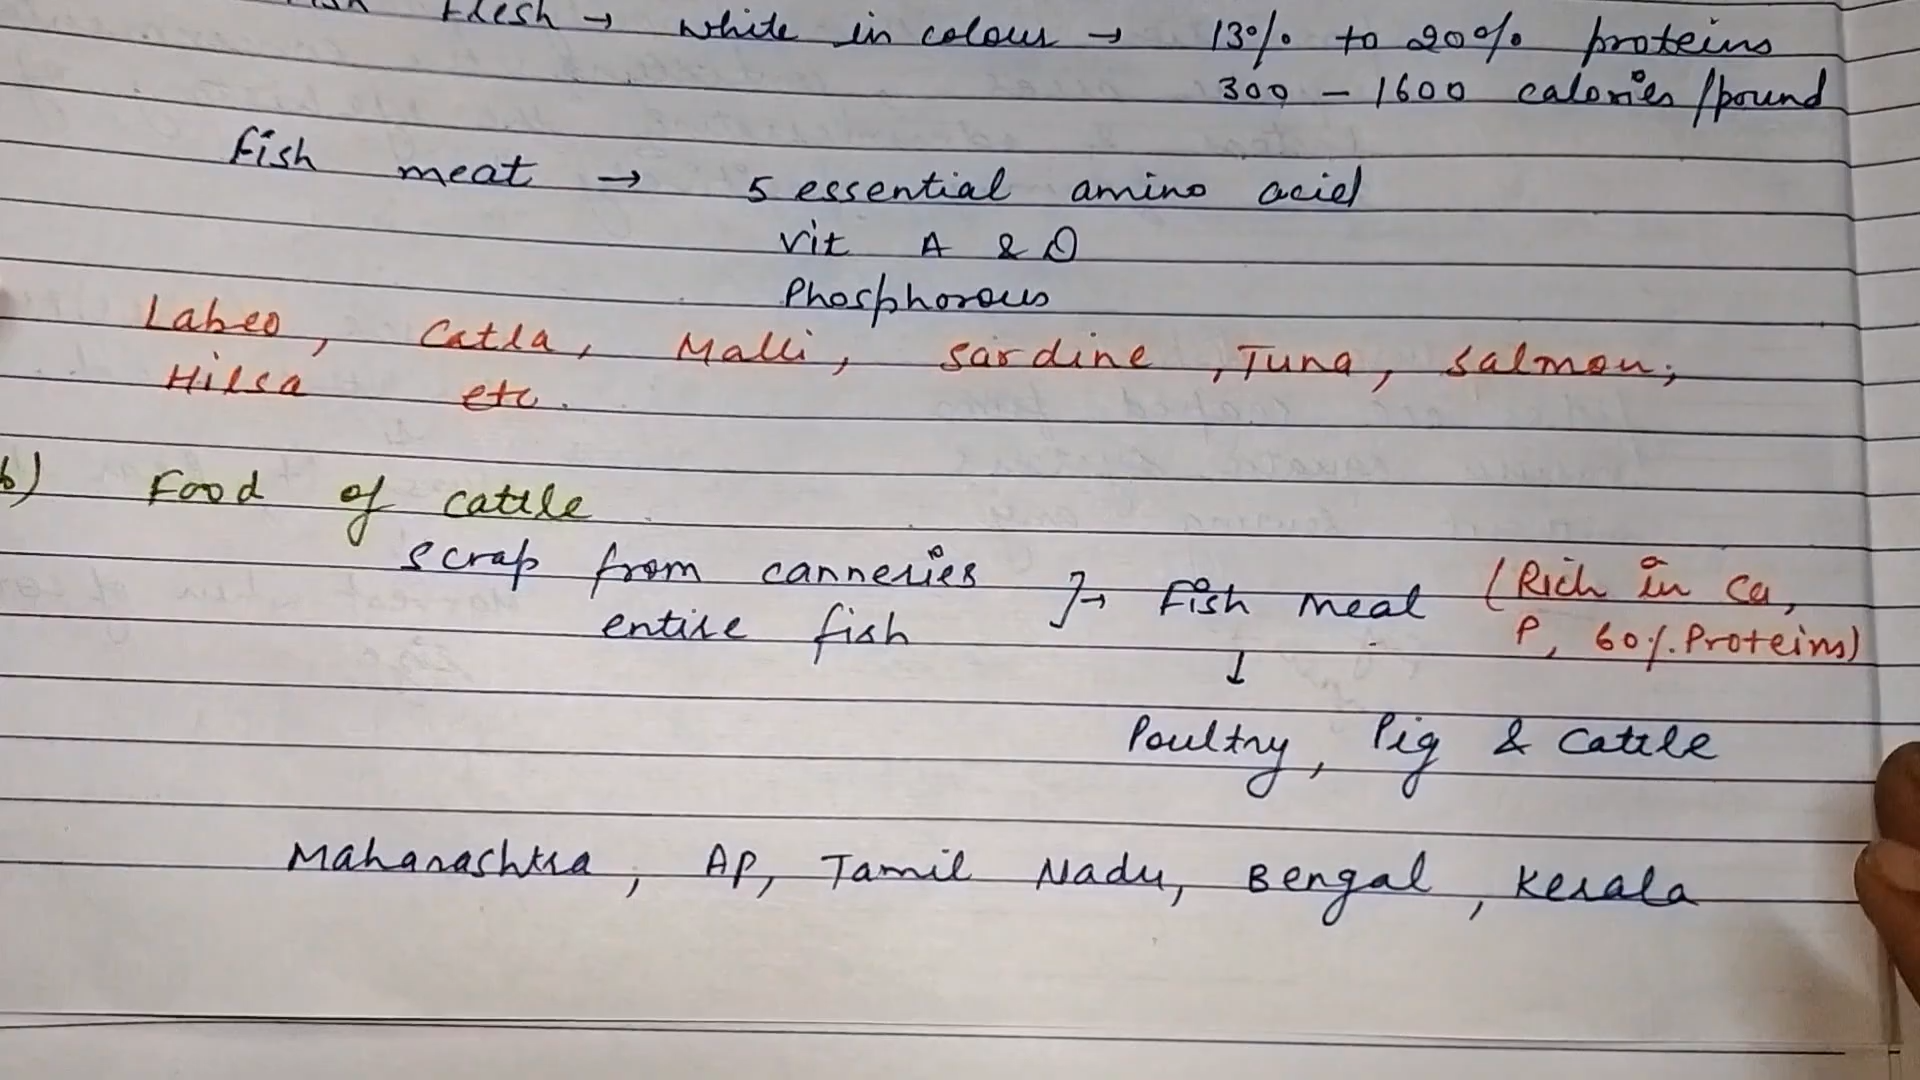 Flesh → white in colour → 13% to 20% proteins
300 - 1600 calories/pound
Fish meat → 5 essential amino acid
Vit A & D
Phosphorous
Labeo, Catla, Malli, Sardine, Tuna, Salmon,
Hilsa etc.
b) Food of cattle
scrap from canneries
entire fish
}→ Fish meal (Rich in Ca,
P, 60% Proteins)
↓
Poultry, Pig & Cattle
Maharashtra, AP, Tamil Nadu, Bengal, Kerala